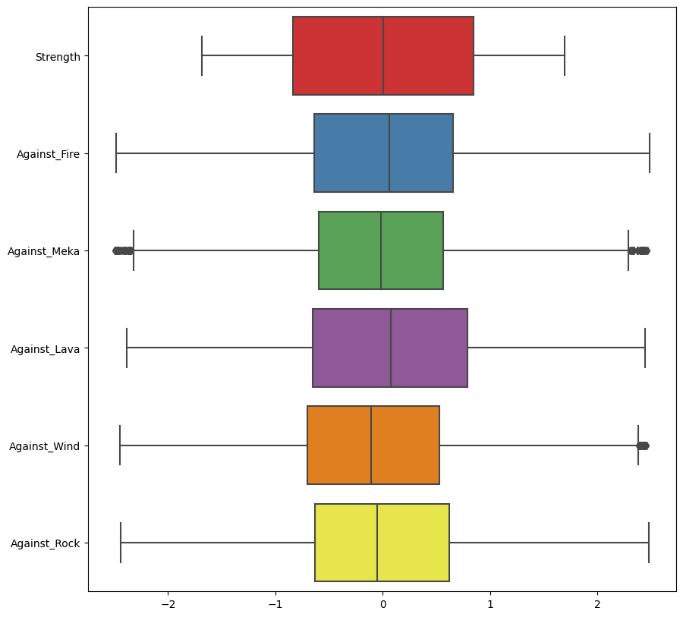 Strength
Against_Fire
Against_Meka
Against_Lava
Against_Wind
Against_Rock
−2 −1 0 1 2